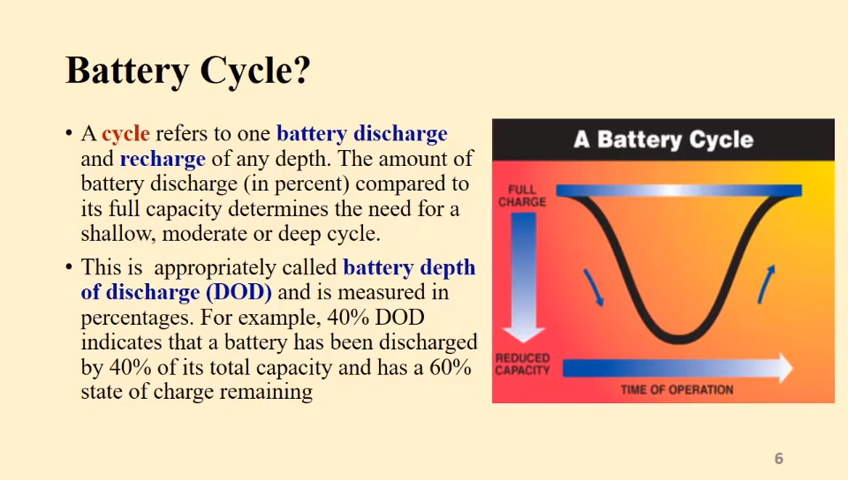 Battery Cycle?
• A cycle refers to one battery discharge
and recharge of any depth. The amount of
battery discharge (in percent) compared to
its full capacity determines the need for a
shallow, moderate or deep cycle.
• This is  appropriately called battery depth
of discharge (DOD) and is measured in
percentages. For example, 40% DOD
indicates that a battery has been discharged
by 40% of its total capacity and has a 60%
state of charge remaining
A Battery Cycle
FULL
CHARGE
REDUCED
CAPACITY
TIME OF OPERATION
6